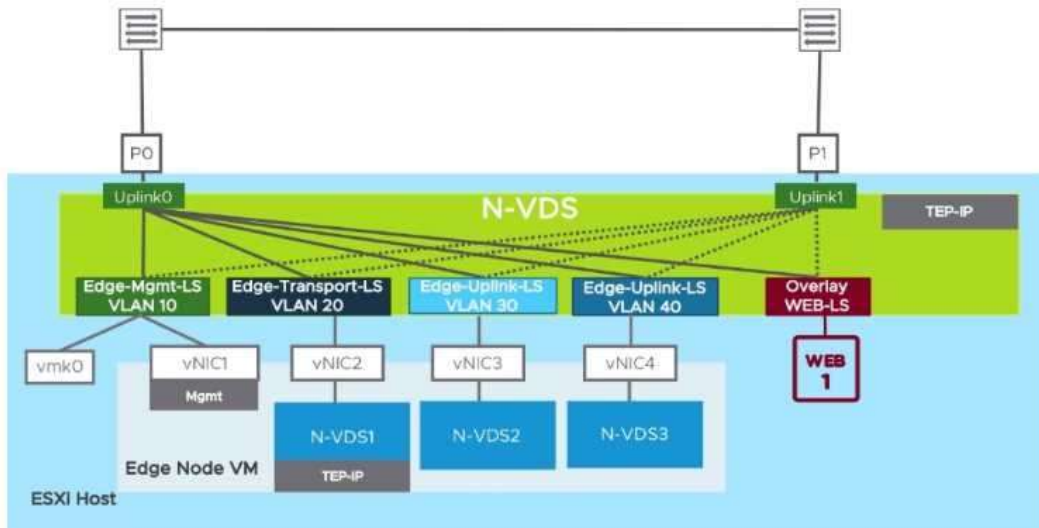 P0
P1
Uplink0
N-VDS
Uplink1
TEP-IP
Edge-Mgmt-LS
VLAN 10
Edge-Transport-LS
VLAN 20
Edge-Uplink-LS
VLAN 30
Edge-Uplink-LS
VLAN 40
Overlay
WEB-LS
vmk0
vNIC1
Mgmt
vNIC2
vNIC3
vNIC4
WEB
1
N-VDS1
TEP-IP
N-VDS2
N-VDS3
Edge Node VM
ESXI Host